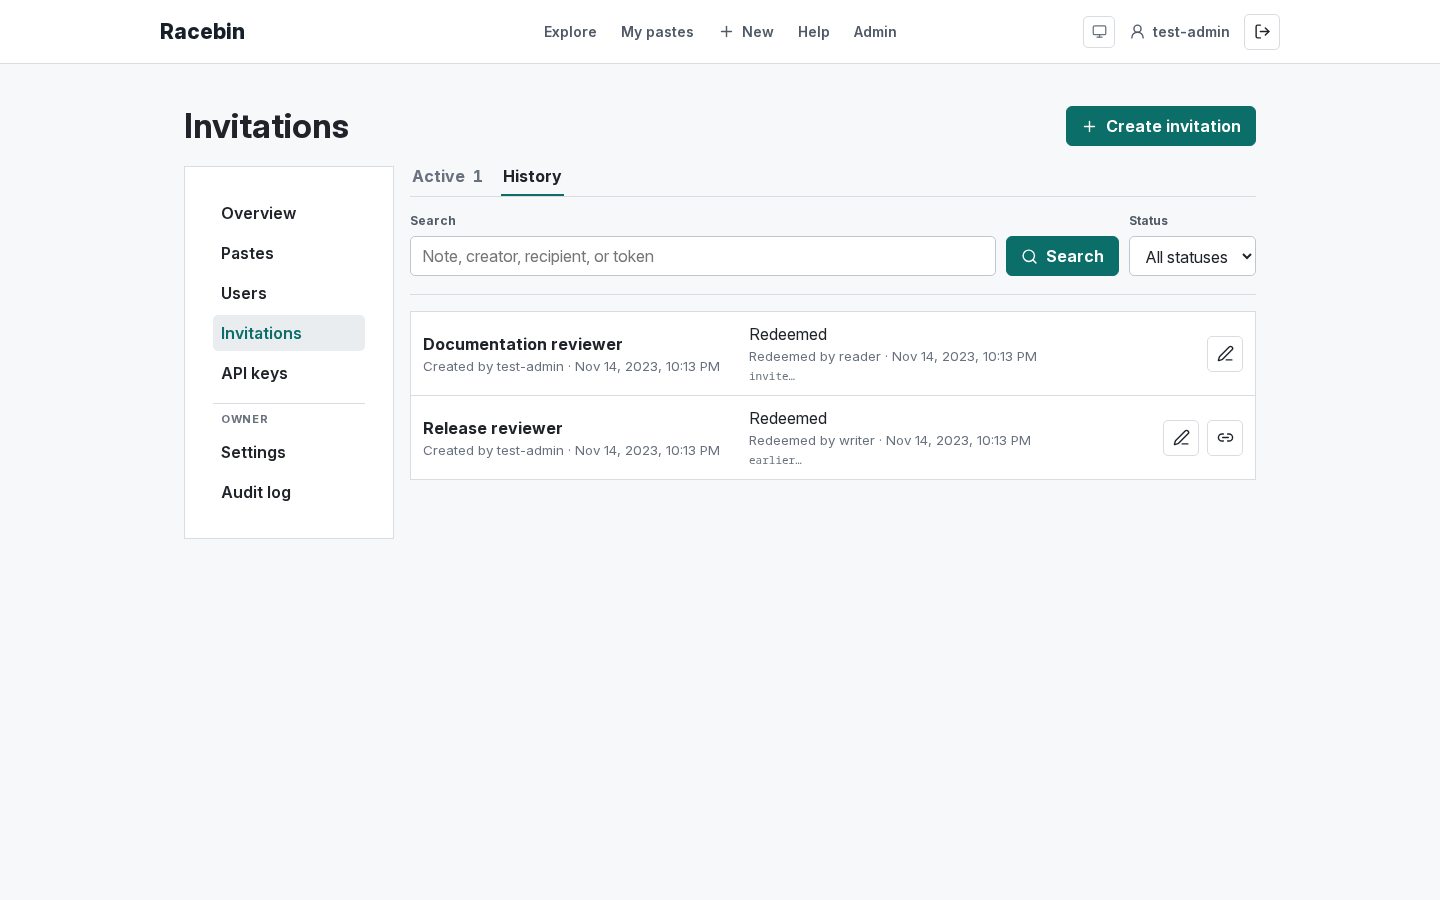 Racebin
Explore
My pastes
New
Help
Admin
test-admin
Invitations
Create invitation
Overview
Pastes
Users
Invitations
API keys
OWNER
Settings
Audit log
Active 1
History
Search
Note, creator, recipient, or token
Search
Status
All statuses
Documentation reviewer
Created by test-admin · Nov 14, 2023, 10:13 PM
Redeemed
Redeemed by reader · Nov 14, 2023, 10:13 PM
invite…
Release reviewer
Created by test-admin · Nov 14, 2023, 10:13 PM
Redeemed
Redeemed by writer · Nov 14, 2023, 10:13 PM
earlier…